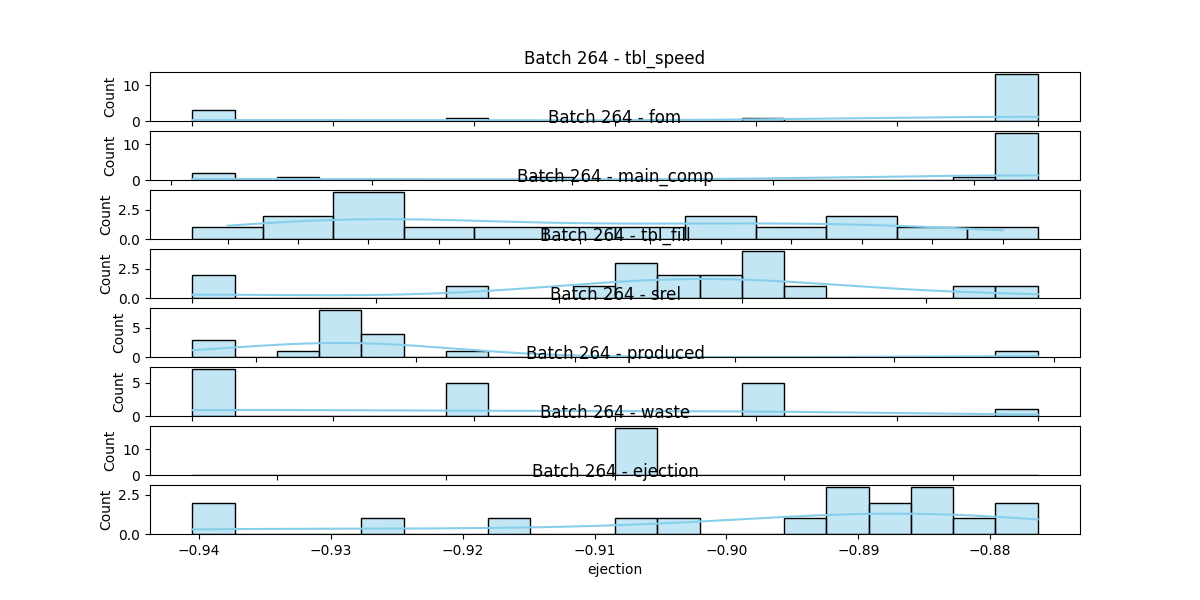 Batch 264 - tbl_speed
Count
10
0
Batch 264 - fom
Count
10
0
Batch 264 - main_comp
Count
2.5
0.0
Batch 264 - tbl_fill
Count
2.5
0.0
Batch 264 - srel
Count
5
0
Batch 264 - produced
Count
5
0
Batch 264 - waste
Count
10
0
Batch 264 - ejection
Count
2.5
0.0
−0.94 −0.93 −0.92 −0.91 −0.90 −0.89 −0.88
ejection